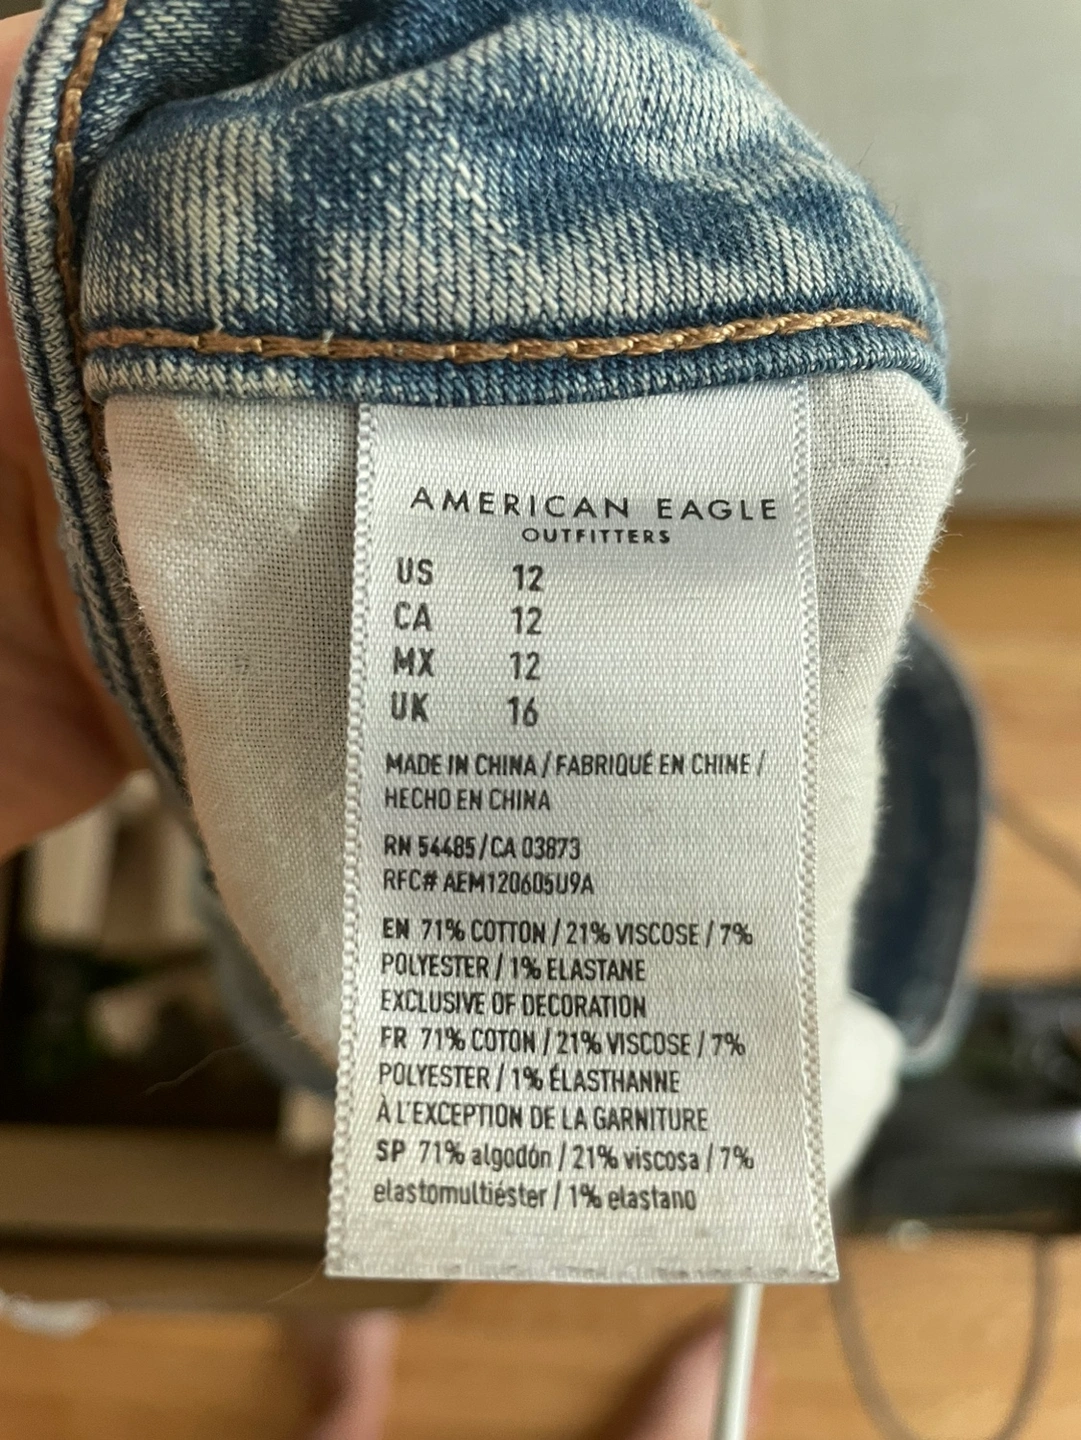 AMERICAN EAGLE
OUTFITTERS
US 12
CA 12
MX 12
UK 16
MADE IN CHINA / FABRIQUÉ EN CHINE /
HECHO EN CHINA
RN 54485/CA 03873
RFC# AEM120605U9A
EN 71% COTTON / 21% VISCOSE / 7%
POLYESTER / 1% ELASTANE
EXCLUSIVE OF DECORATION
FR 71% COTON / 21% VISCOSE / 7%
POLYESTER / 1% ÉLASTHANNE
À L'EXCEPTION DE LA GARNITURE
SP 71% algodón / 21% viscosa / 7%
elastomultiéster / 1% elastano